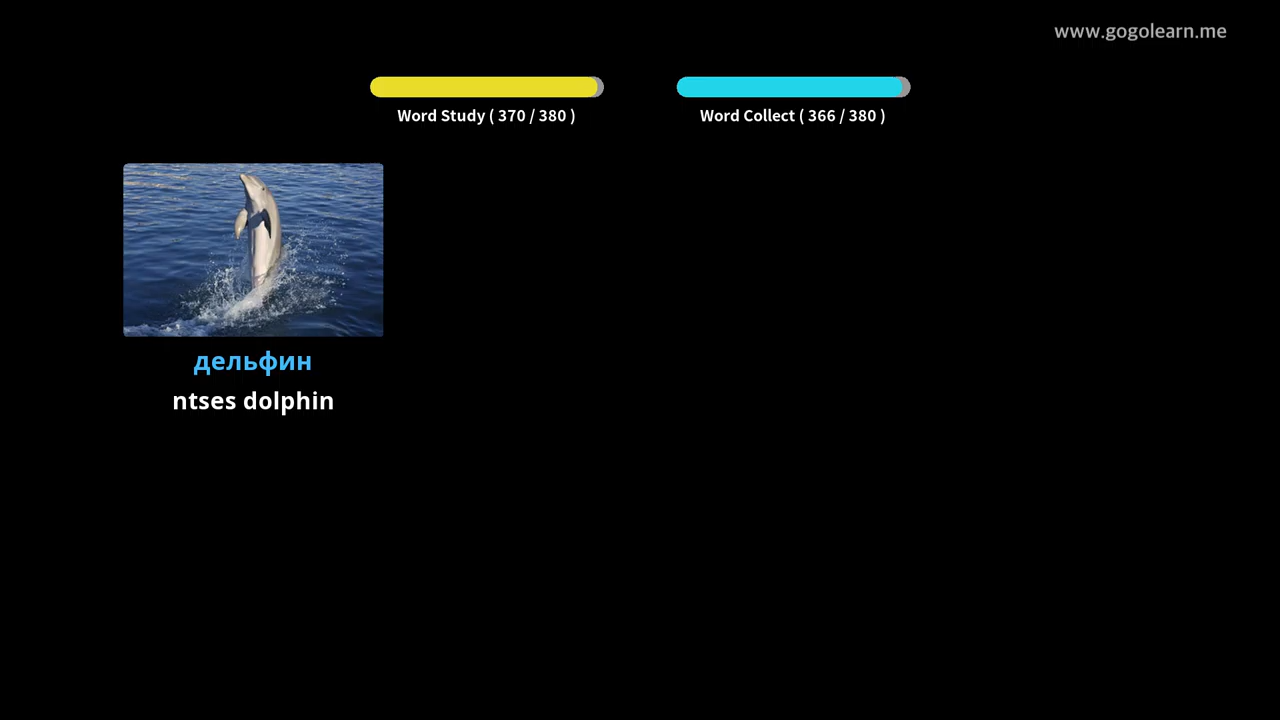 www.gogolearn.me
Word Study ( 370 / 380 )
Word Collect ( 366 / 380 )
дельфин
ntses dolphin